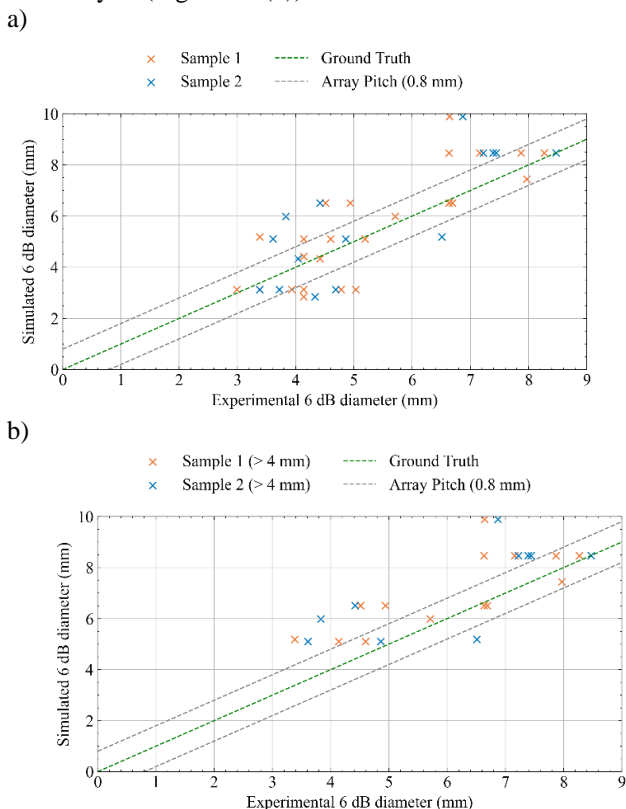 a)
Sample 1 Ground Truth
Sample 2 Array Pitch (0.8 mm)
10
8
6
4
2
0
Simulated 6 dB diameter (mm)
0 1 2 3 4 5 6 7 8 9
Experimental 6 dB diameter (mm)
b)
Sample 1 (> 4 mm) Ground Truth
Sample 2 (> 4 mm) Array Pitch (0.8 mm)
10
8
6
4
2
0
Simulated 6 dB diameter (mm)
0 1 2 3 4 5 6 7 8 9
Experimental 6 dB diameter (mm)